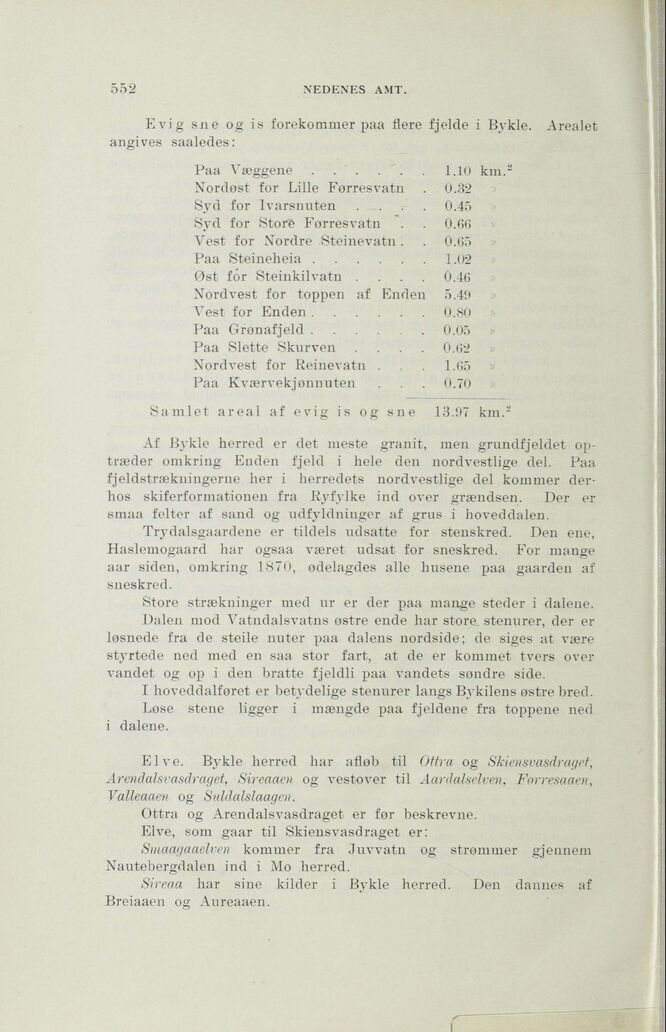 552 NEDENES AMT.
Evig sne og is forekommer paa flere fjelde i Bykle. Arealet
angives saaledes:
Paa Væggene . . . . . . 1.10 km.²
Nordøst for Lille Førresvatn . 0.32 »
Syd for Ivarsnuten . . . . 0.45 »
Syd for Store Førresvatn . . 0.66 »
Vest for Nordre Steinevatn . . 0.65 »
Paa Steineheia . . . . . . 1.02 »
Øst for Steinkilvatn . . . . 0.46 »
Nordvest for toppen af Enden 5.49 »
Vest for Enden . . . . . . 0.80 »
Paa Grønafjeld . . . . . . 0.05 »
Paa Slette Skurven . . . . 0.62 »
Nordvest for Reinevatn . . . 1.65 »
Paa Kværvekjønnuten . . . 0.70 »
Samlet areal af evig is og sne 13.97 km.²
Af Bykle herred er det meste granit, men grundfjeldet op-
træder omkring Enden fjeld i hele den nordvestlige del. Paa
fjeldstrækningerne her i herredets nordvestlige del kommer der-
hos skiferformationen fra Ryfylke ind over grændsen. Der er
smaa felter af sand og udfyldninger af grus i hoveddalen.
Trydalsgaardene er tildels udsatte for stenskred. Den ene,
Haslemogaard har ogsaa været udsat for sneskred. For mange
aar siden, omkring 1870, ødelagdes alle husene paa gaarden af
sneskred.
Store strækninger med ur er der paa mange steder i dalene.
Dalen mod Vatndalsvatns østre ende har store stenurer, der er
løsnede fra de steile nuter paa dalens nordside; de siges at være
styrtede ned med en saa stor fart, at de er kommet tvers over
vandet og op i den bratte fjeldli paa vandets søndre side.
I hoveddalføret er betydelige stenurer langs Bykilens østre bred.
Løse stene ligger i mængde paa fjeldene fra toppene ned
i dalene.
Elve. Bykle herred har afløb til Ottra og Skiensvasdraget,
Arendalsvasdraget, Sireaaen og vestover til Aardalselven, Førresaaen,
Valleaaen og Suldalslaagen.
Ottra og Arendalsvasdraget er før beskrevne.
Elve, som gaar til Skiensvasdraget er:
Smaagaaelven kommer fra Juvvatn og strømmer gjennem
Nautebergdalen ind i Mo herred.
Sireaa har sine kilder i Bykle herred. Den dannes af
Breiaaen og Aureaaen.